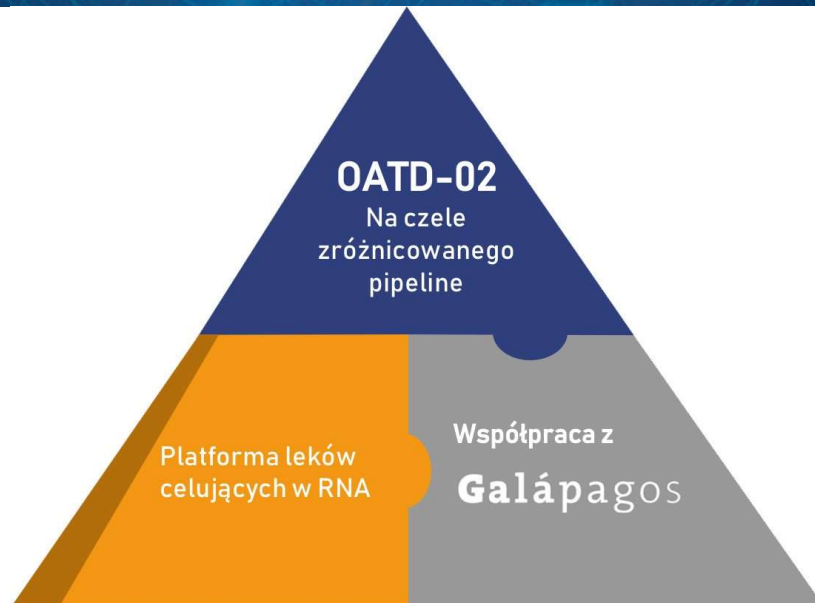 OATD-02
Na czele
zróżnicowanego
pipeline
Platforma leków
celujących w RNA
Współpraca z
Galápagos